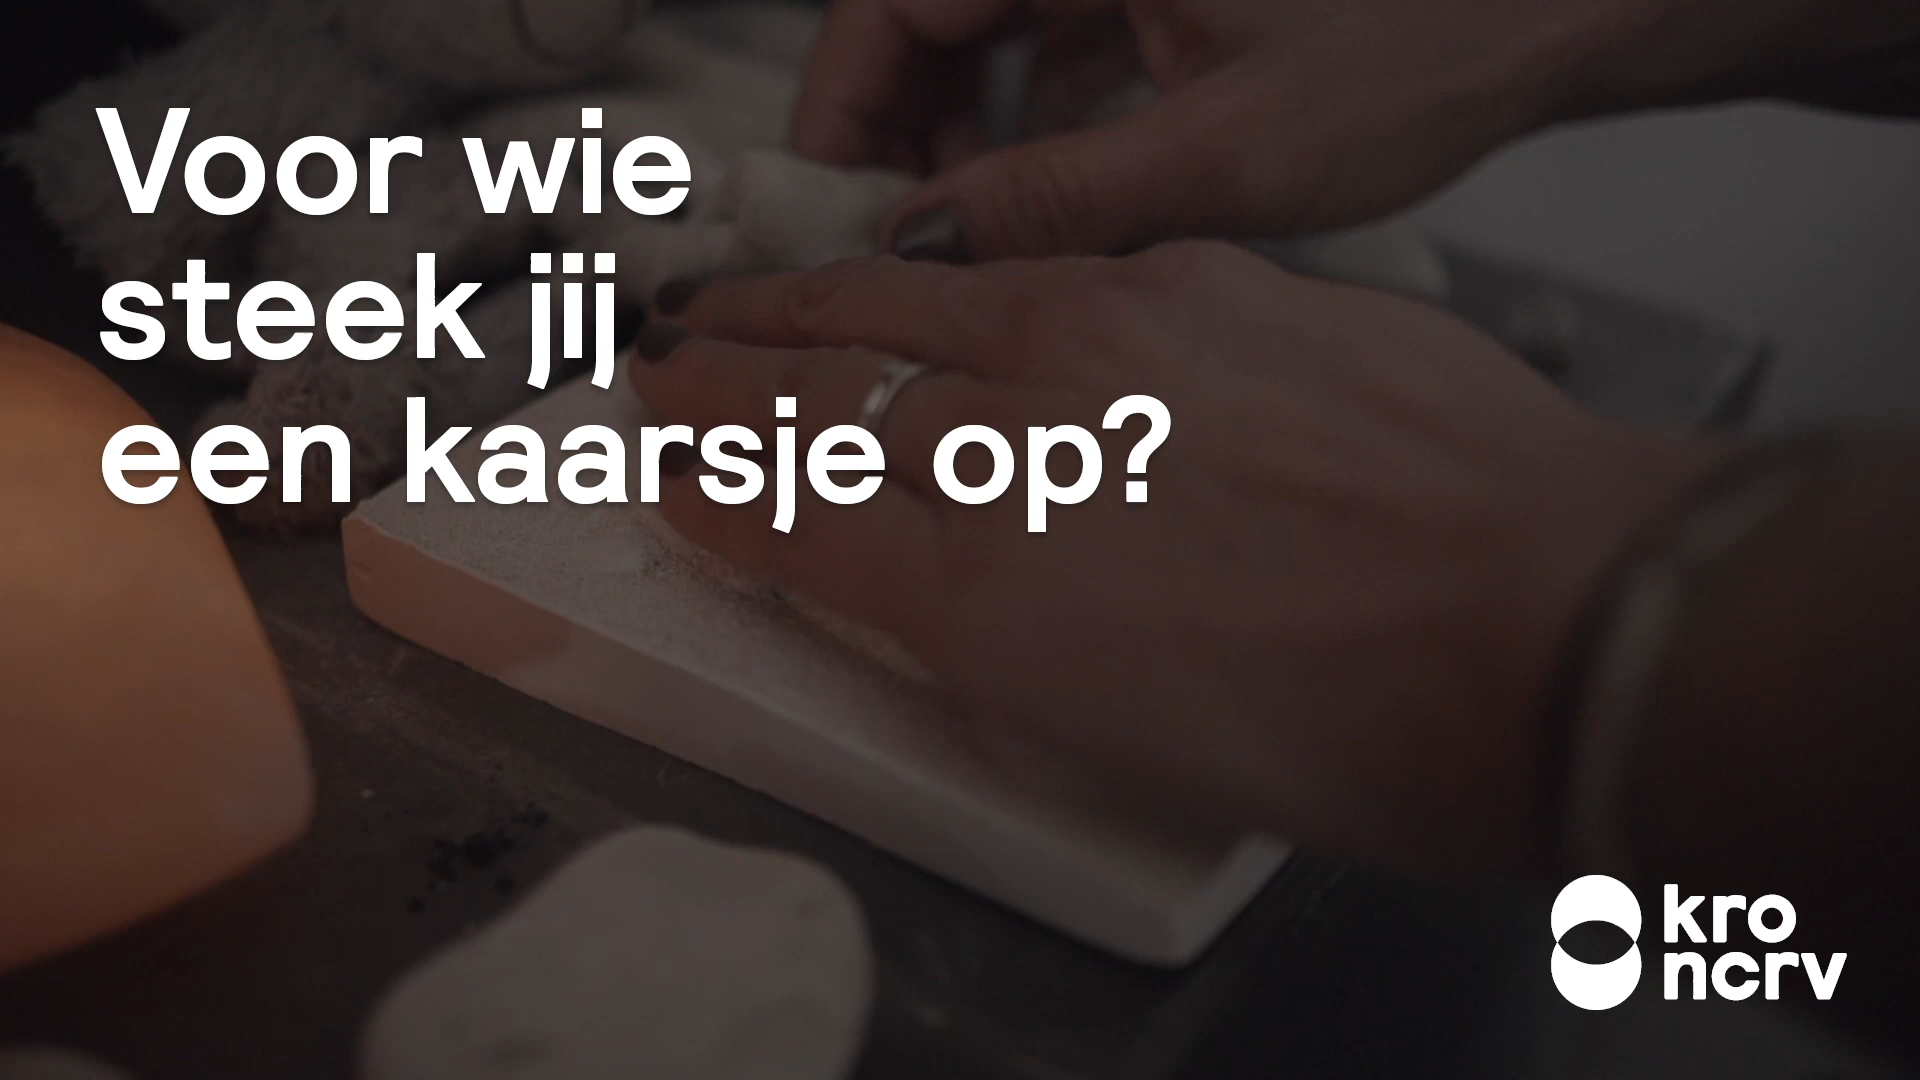 Voor wie
steek jij
een kaarsje op?
kro
ncrv